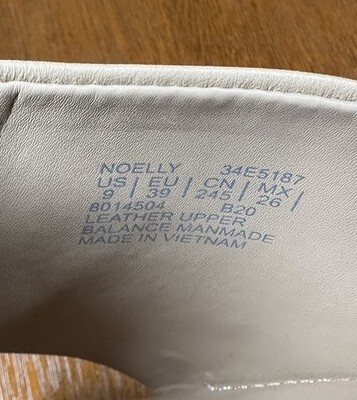 NOELLY 34E5187
US | EU | CN | MX |
9 | 39 | 245 | 26 |
8014504 B20
LEATHER UPPER
BALANCE MANMADE
MADE IN VIETNAM